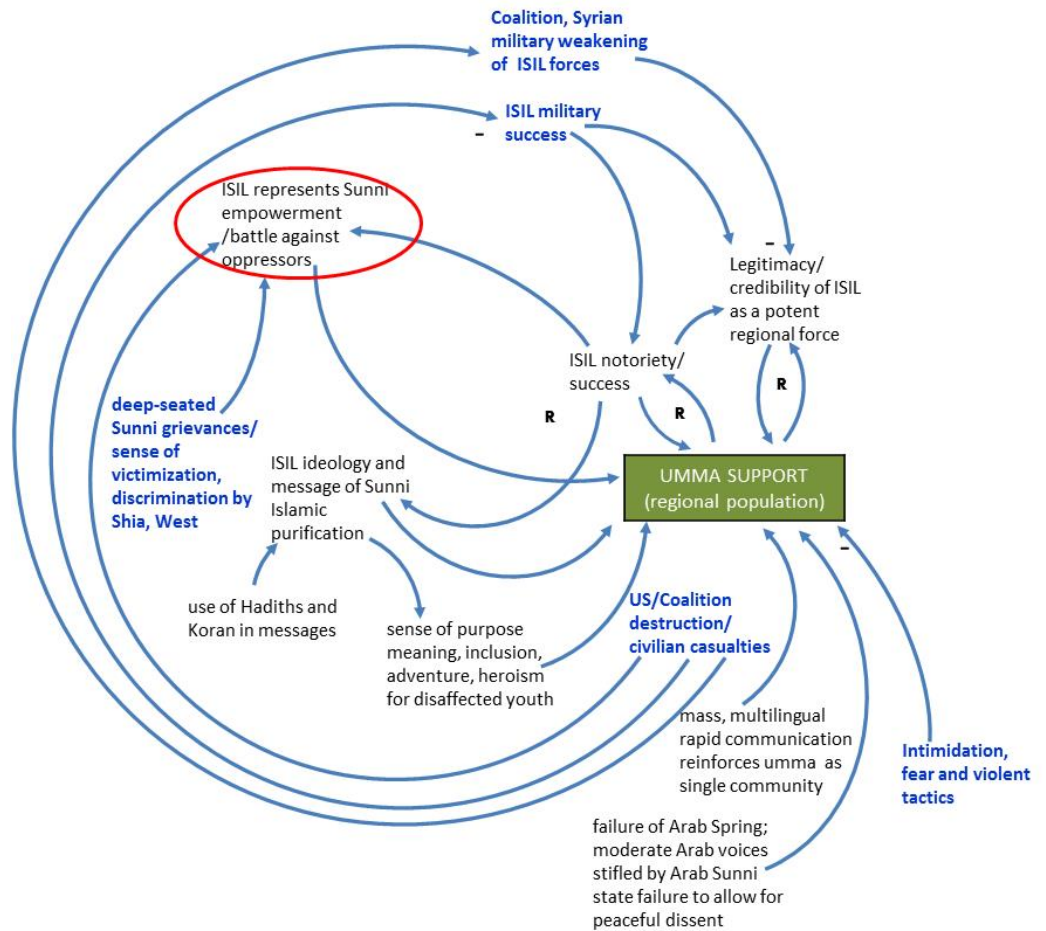 Coalition, Syrian
military weakening
of ISIL forces
ISIL military
success
–
ISIL represents Sunni
empowerment
/battle against
oppressors
–
Legitimacy/
credibility of ISIL
as a potent
regional force
ISIL notoriety/
success
R
R
R
deep-seated
Sunni grievances/
sense of
victimization,
discrimination by
Shia, West
ISIL ideology and
message of Sunni
Islamic
purification
UMMA SUPPORT
(regional population)
–
use of Hadiths and
Koran in messages
sense of purpose
meaning, inclusion,
adventure, heroism
for disaffected youth
US/Coalition
destruction/
civilian casualties
mass, multilingual
rapid communication
reinforces umma as
single community
Intimidation,
fear and violent
tactics
failure of Arab Spring;
moderate Arab voices
stifled by Arab Sunni
state failure to allow for
peaceful dissent